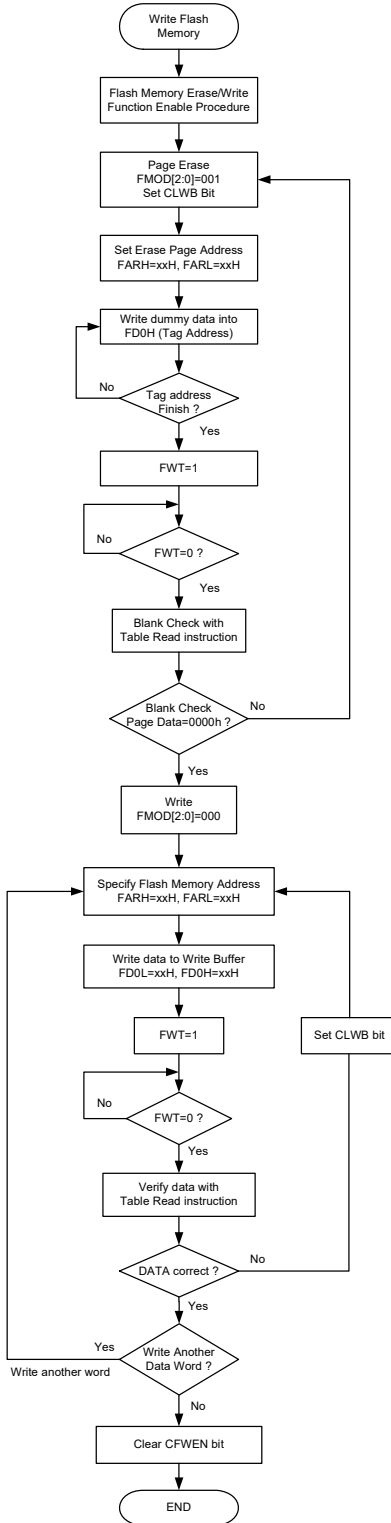 Write Flash
Memory
Flash Memory Erase/Write
Function Enable Procedure
Page Erase
FMOD[2:0]=001
Set CLWB Bit
Set Erase Page Address
FARH=xxH, FARL=xxH
Write dummy data into
FD0H (Tag Address)
No
Tag address
Finish ?
Yes
FWT=1
No
FWT=0 ?
Yes
Blank Check with
Table Read instruction
No
Blank Check
Page Data=0000h ?
Yes
Write
FMOD[2:0]=000
Specify Flash Memory Address
FARH=xxH, FARL=xxH
Write data to Write Buffer
FD0L=xxH, FD0H=xxH
FWT=1
Set CLWB bit
No
FWT=0 ?
Yes
Verify data with
Table Read instruction
No
DATA correct ?
Yes
Yes
Write Another
Data Word ?
Write another word
No
Clear CFWEN bit
END